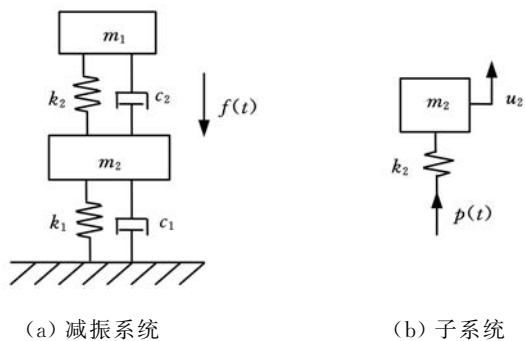 m₁
k₂
c₂
f(t)
m₂
k₁
c₁
(a) 减振系统
m₂
u₂
k₂
p(t)
(b) 子系统